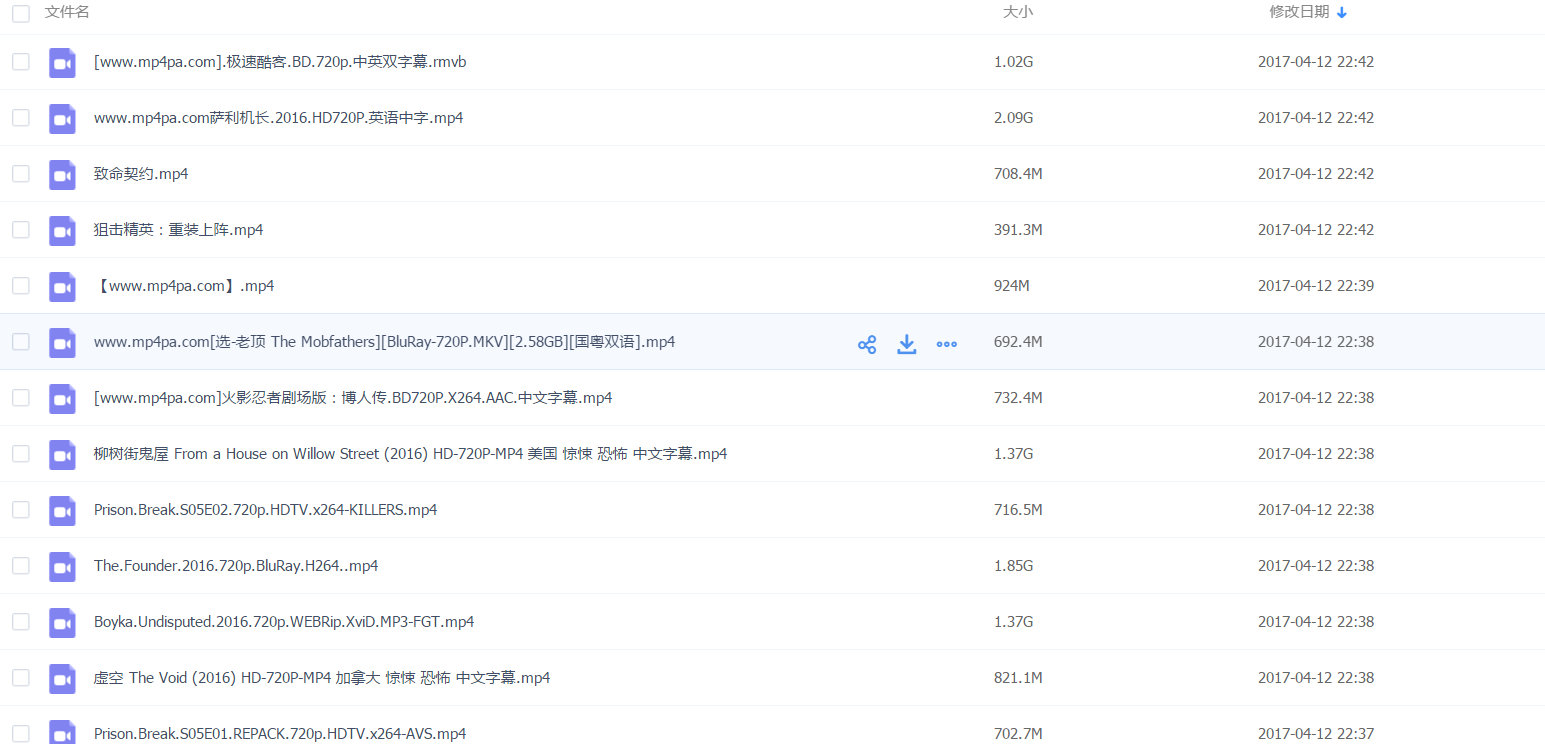 文件名 大小 修改日期
[www.mp4pa.com].极速酷客.BD.720p.中英双字幕.rmvb 1.02G 2017-04-12 22:42
www.mp4pa.com萨利机长.2016.HD720P.英语中字.mp4 2.09G 2017-04-12 22:42
致命契约.mp4 708.4M 2017-04-12 22:42
狙击精英：重装上阵.mp4 391.3M 2017-04-12 22:42
【www.mp4pa.com】.mp4 924M 2017-04-12 22:39
www.mp4pa.com[选-老顶 The Mobfathers][BluRay-720P.MKV][2.58GB][国粤双语].mp4 692.4M 2017-04-12 22:38
[www.mp4pa.com]火影忍者剧场版：博人传.BD720P.X264.AAC.中文字幕.mp4 732.4M 2017-04-12 22:38
柳树街鬼屋 From a House on Willow Street (2016) HD-720P-MP4 美国 惊悚 恐怖 中文字幕.mp4 1.37G 2017-04-12 22:38
Prison.Break.S05E02.720p.HDTV.x264-KILLERS.mp4 716.5M 2017-04-12 22:38
The.Founder.2016.720p.BluRay.H264..mp4 1.85G 2017-04-12 22:38
Boyka.Undisputed.2016.720p.WEBRip.XviD.MP3-FGT.mp4 1.37G 2017-04-12 22:38
虚空 The Void (2016) HD-720P-MP4 加拿大 惊悚 恐怖 中文字幕.mp4 821.1M 2017-04-12 22:38
Prison.Break.S05E01.REPACK.720p.HDTV.x264-AVS.mp4 702.7M 2017-04-12 22:37